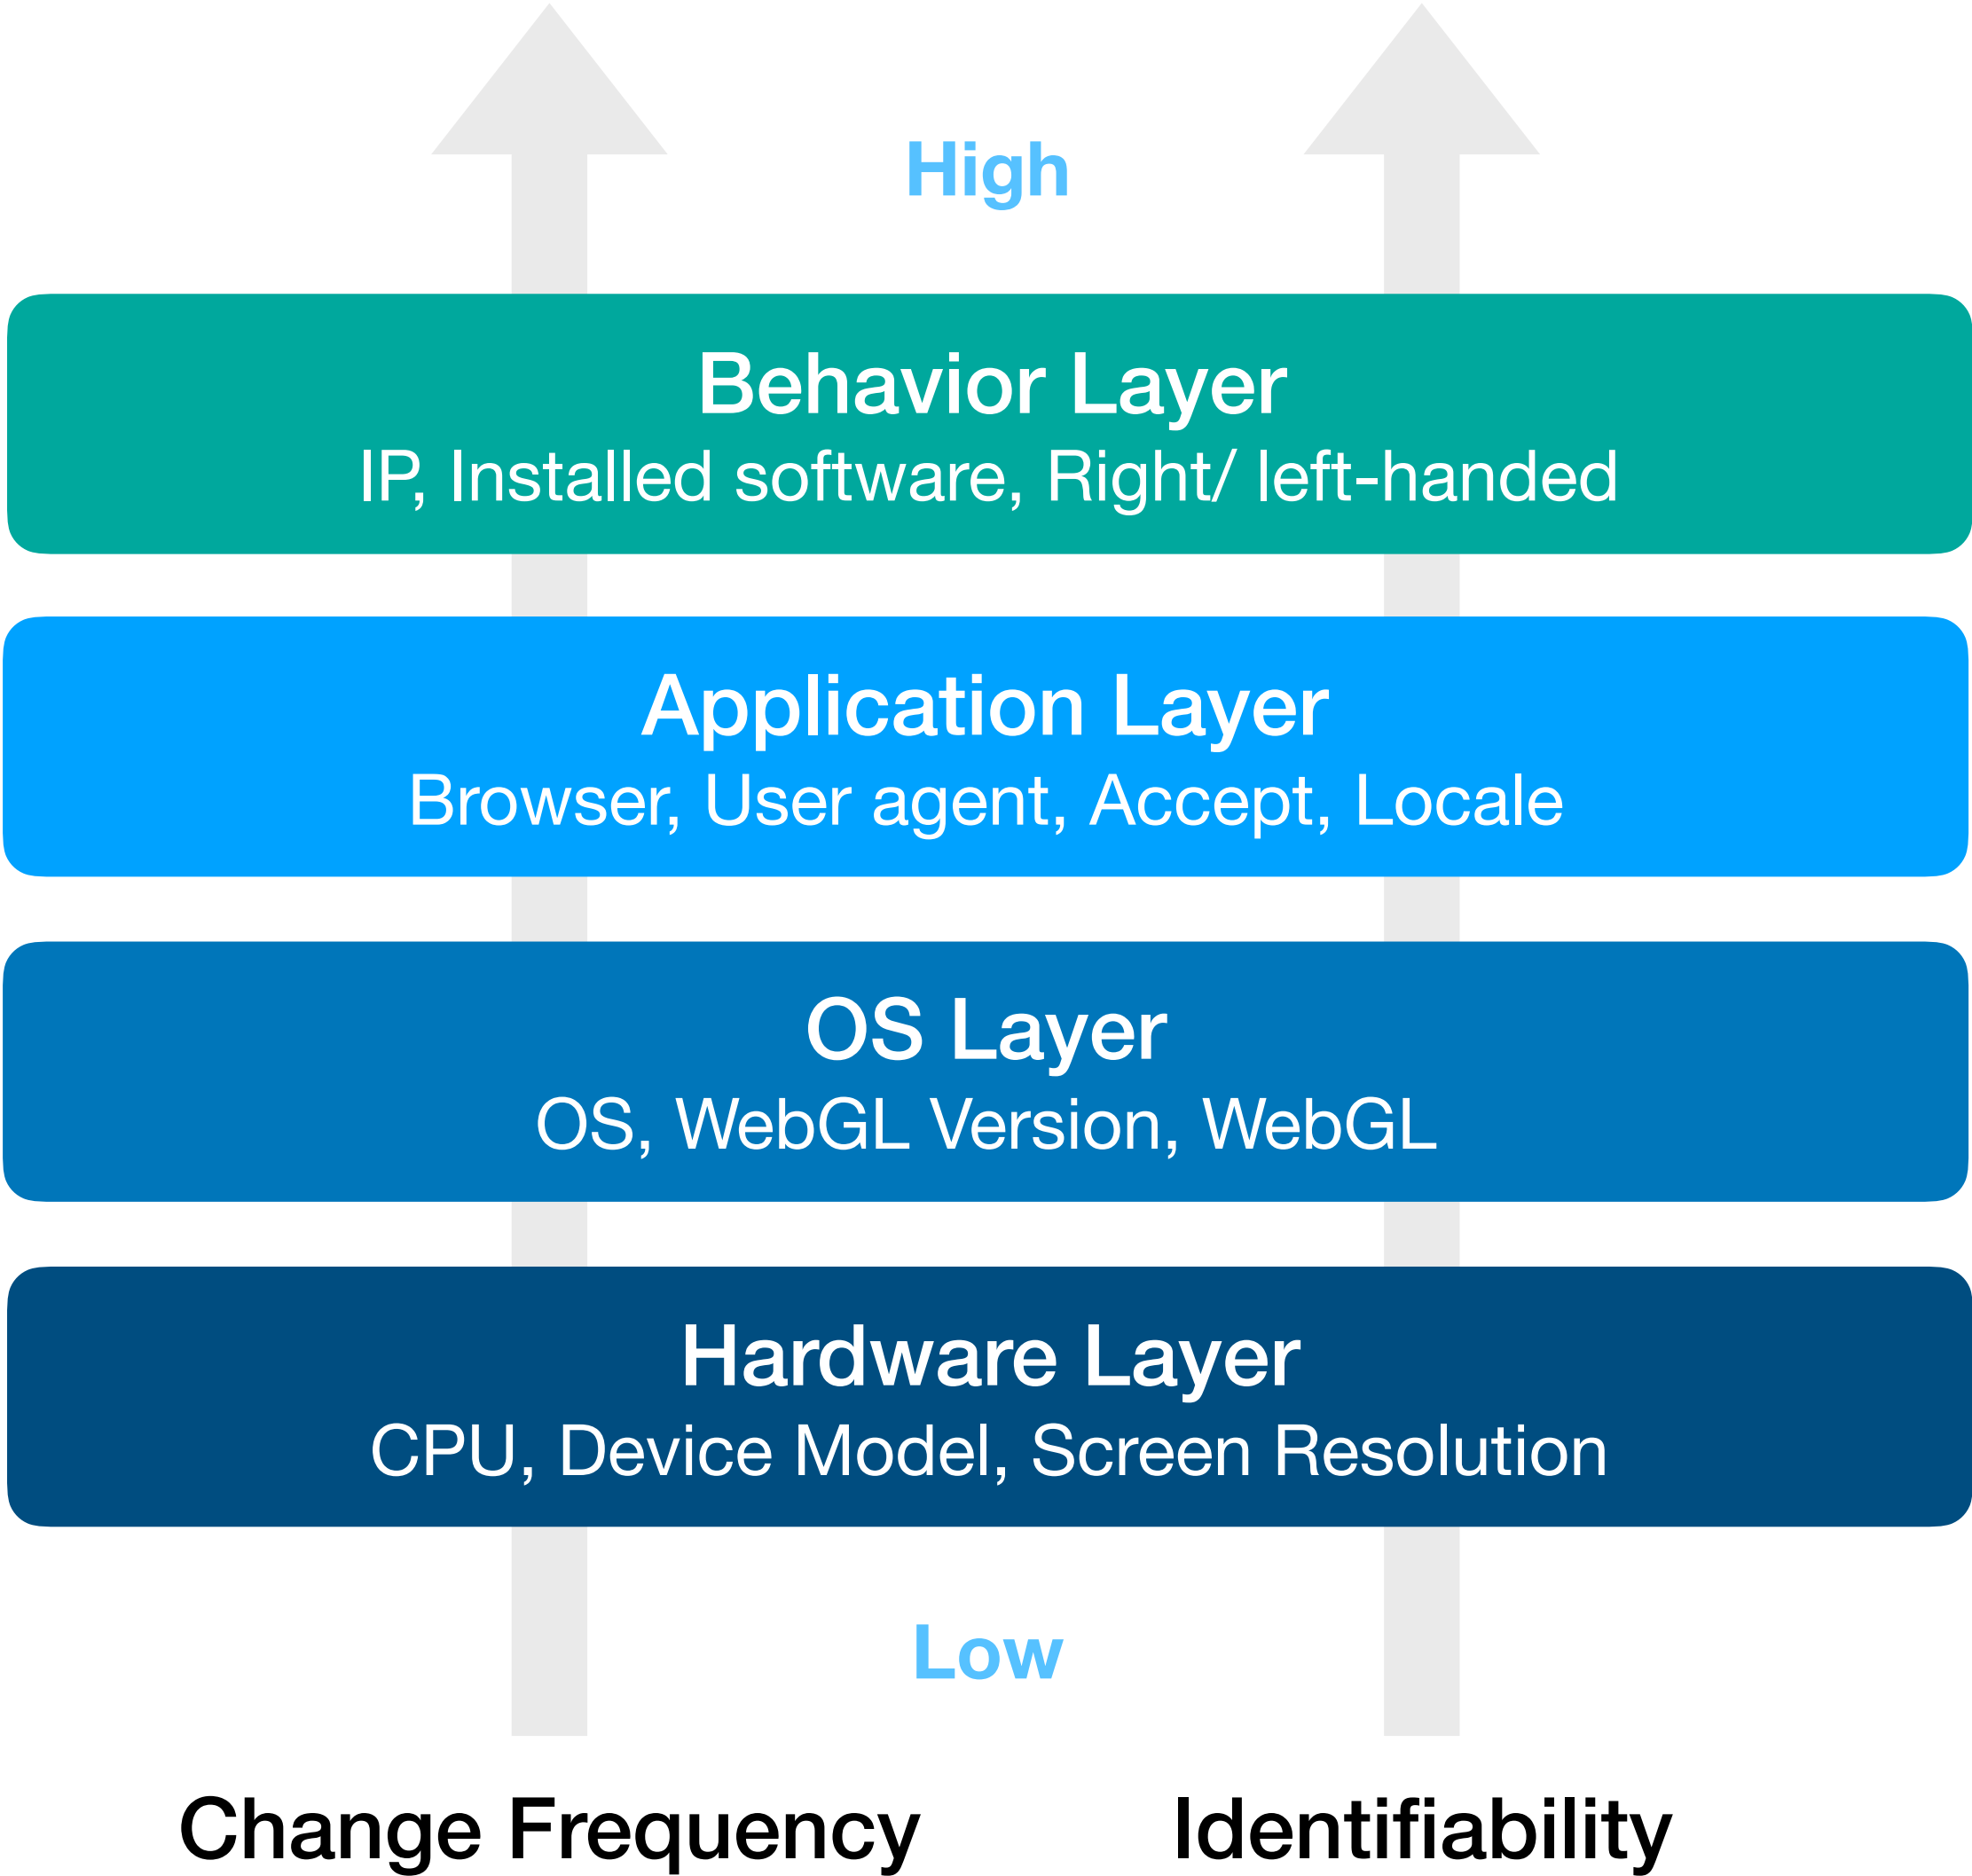 High
Behavior Layer
IP, Installed software, Right/ left-handed
Application Layer
Browser, User agent, Accept, Locale
OS Layer
OS, WebGL Version, WebGL
Hardware Layer
CPU, Device Model, Screen Resolution
Low
Change Frequency
Identifiability